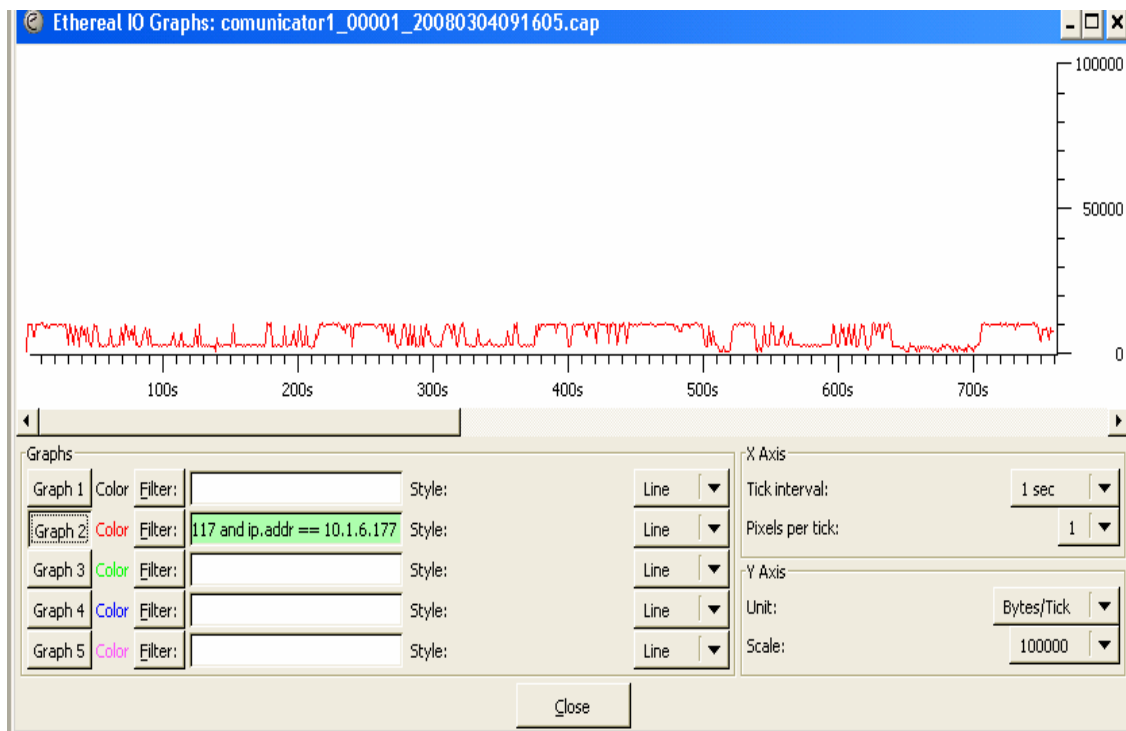 Ethereal IO Graphs: comunicator1_00001_20080304091605.cap
100000
50000
0
100s 200s 300s 400s 500s 600s 700s
Graphs
Graph 1 Color Filter: Style: Line
Graph 2 Color Filter: 117 and ip.addr == 10.1.6.177 Style: Line
Graph 3 Color Filter: Style: Line
Graph 4 Color Filter: Style: Line
Graph 5 Color Filter: Style: Line
X Axis
Tick interval: 1 sec
Pixels per tick: 1
Y Axis
Unit: Bytes/Tick
Scale: 100000
Close